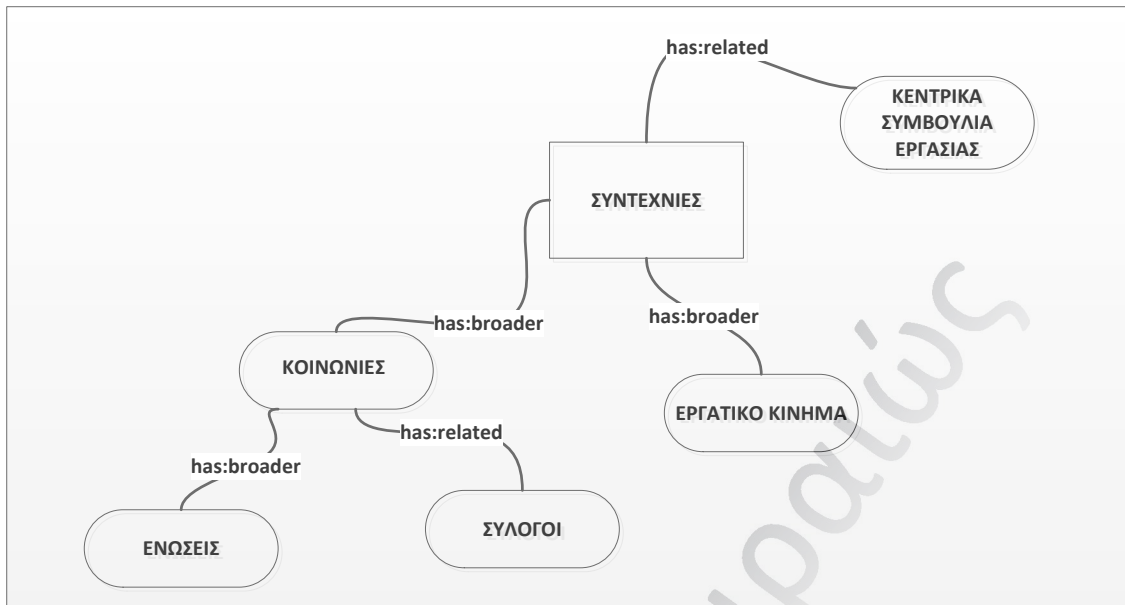 has:related
ΚΕΝΤΡΙΚΑ
ΣΥΜΒΟΥΛΙΑ
ΕΡΓΑΣΙΑΣ
ΣΥΝΤΕΧΝΙΕΣ
has:broader
has:broader
ΚΟΙΝΩΝΙΕΣ
ΕΡΓΑΤΙΚΟ ΚΙΝΗΜΑ
has:related
has:broader
ΣΥΛΟΓΟΙ
ΕΝΩΣΕΙΣ